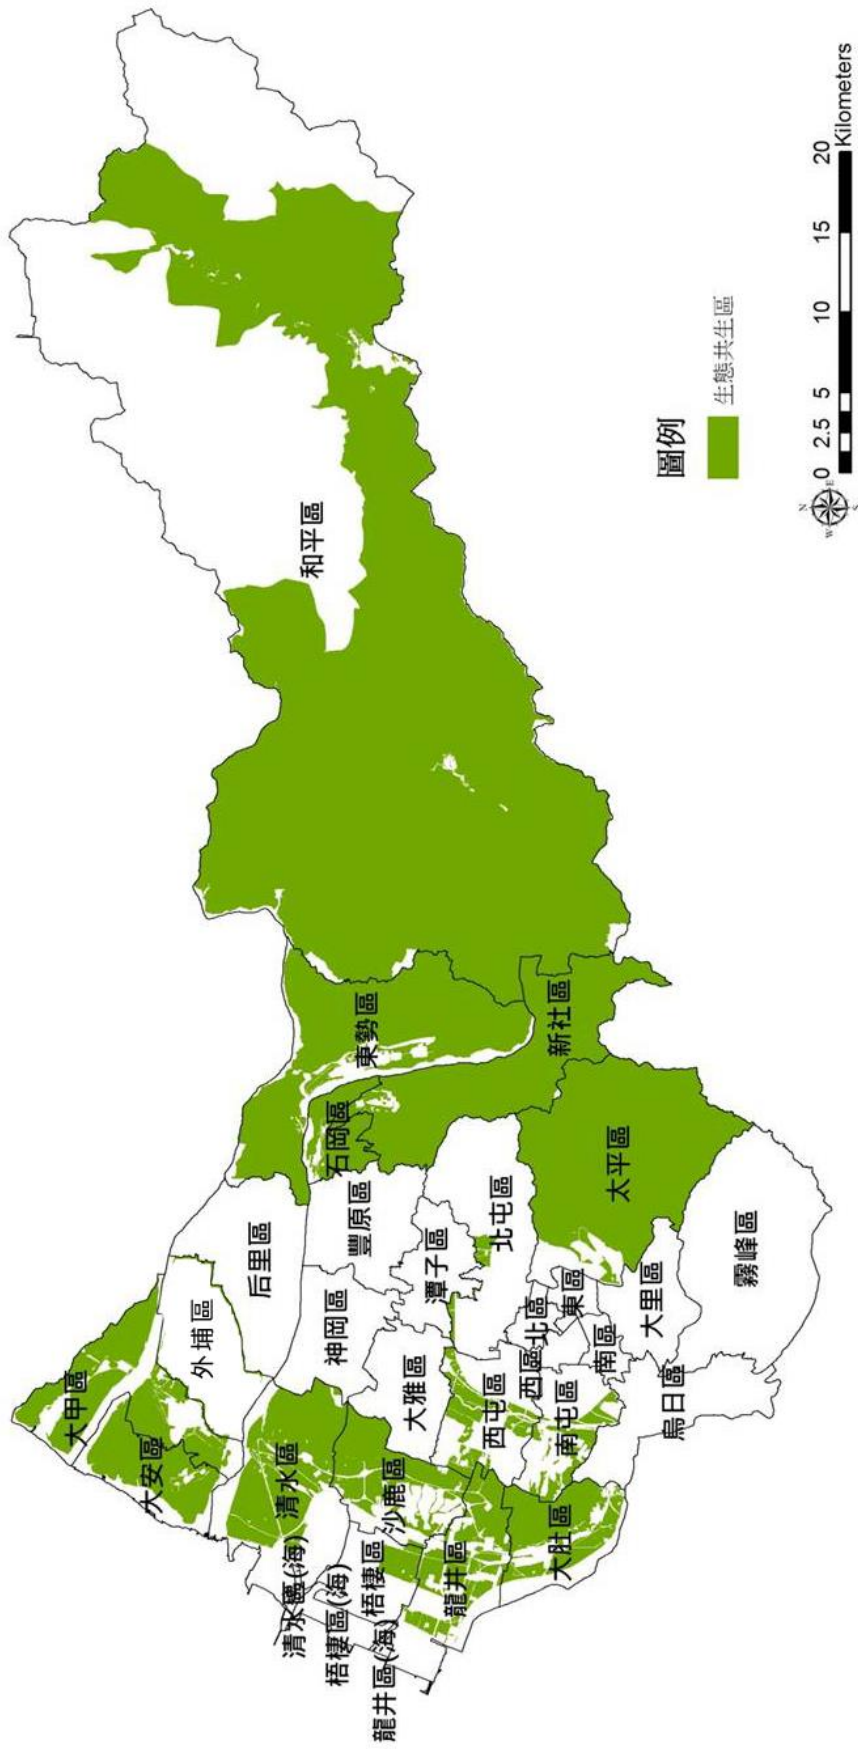 和平區
東勢區
新社區
石岡區
太平區
北屯區
豐原區
后里區
潭子區
霧峰區
外埔區
神岡區
北區
東區
大里區
大甲區
大雅區
西區
南區
大安區
西屯區
南屯區
烏日區
清水區
沙鹿區
大肚區
龍井區
梧棲區
清水區(海)
梧棲區(海)
龍井區(海)
圖例
生態共生區
N
W
E
S
0 2.5 5 10 15 20
Kilometers